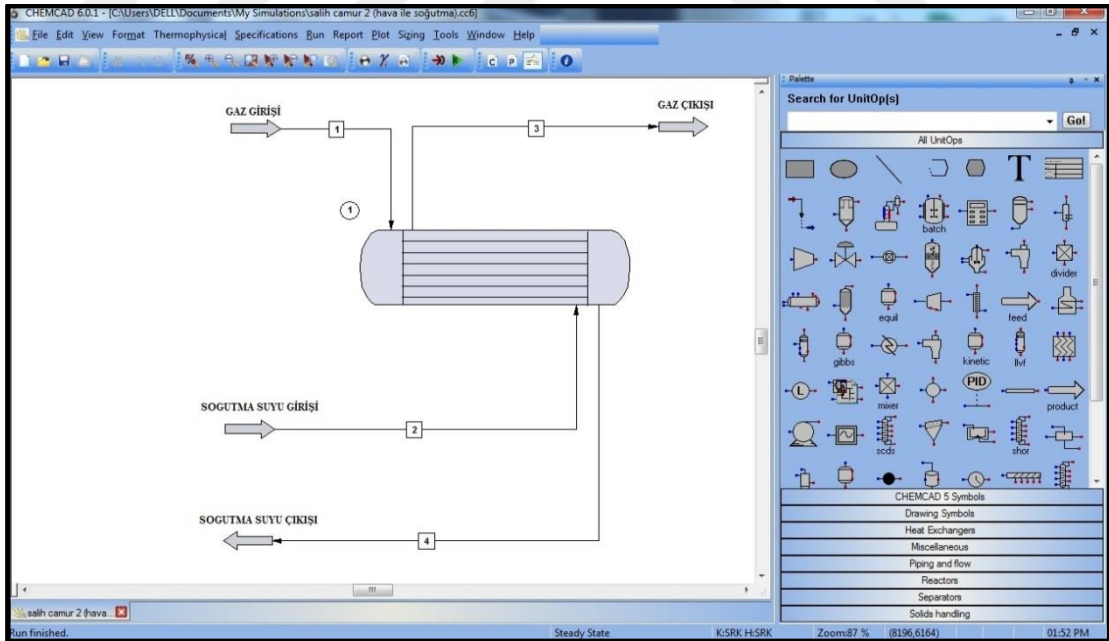 CHEMCAD 6.0.1 - [C:\Users\DELL\Documents\My Simulations\salih camur 2 (hava ile soğutma).cc6]
File Edit View Format Thermophysical Specifications Run Report Plot Sizing Tools Window Help
C P
Palette
Search for UnitOp[s]
Go!
All UnitOps
T
batch
divider
equil
feed
gibbs
kinetic
llvf
L
PID
mixer
product
scds
shor
CHEMCAD 5 Symbols
Drawing Symbols
Heat Exchangers
Miscellaneous
Piping and flow
Reactors
Separators
Solids handling
GAZ GİRİŞİ
1
3
GAZ ÇIKIŞI
1
SOGUTMA SUYU GİRİŞİ
2
SOGUTMA SUYU ÇIKIŞI
4
salih camur 2 (hava...
Run finished.
Steady State
K:SRK H:SRK
Zoom:87 %
(8196,6164)
01:52 PM